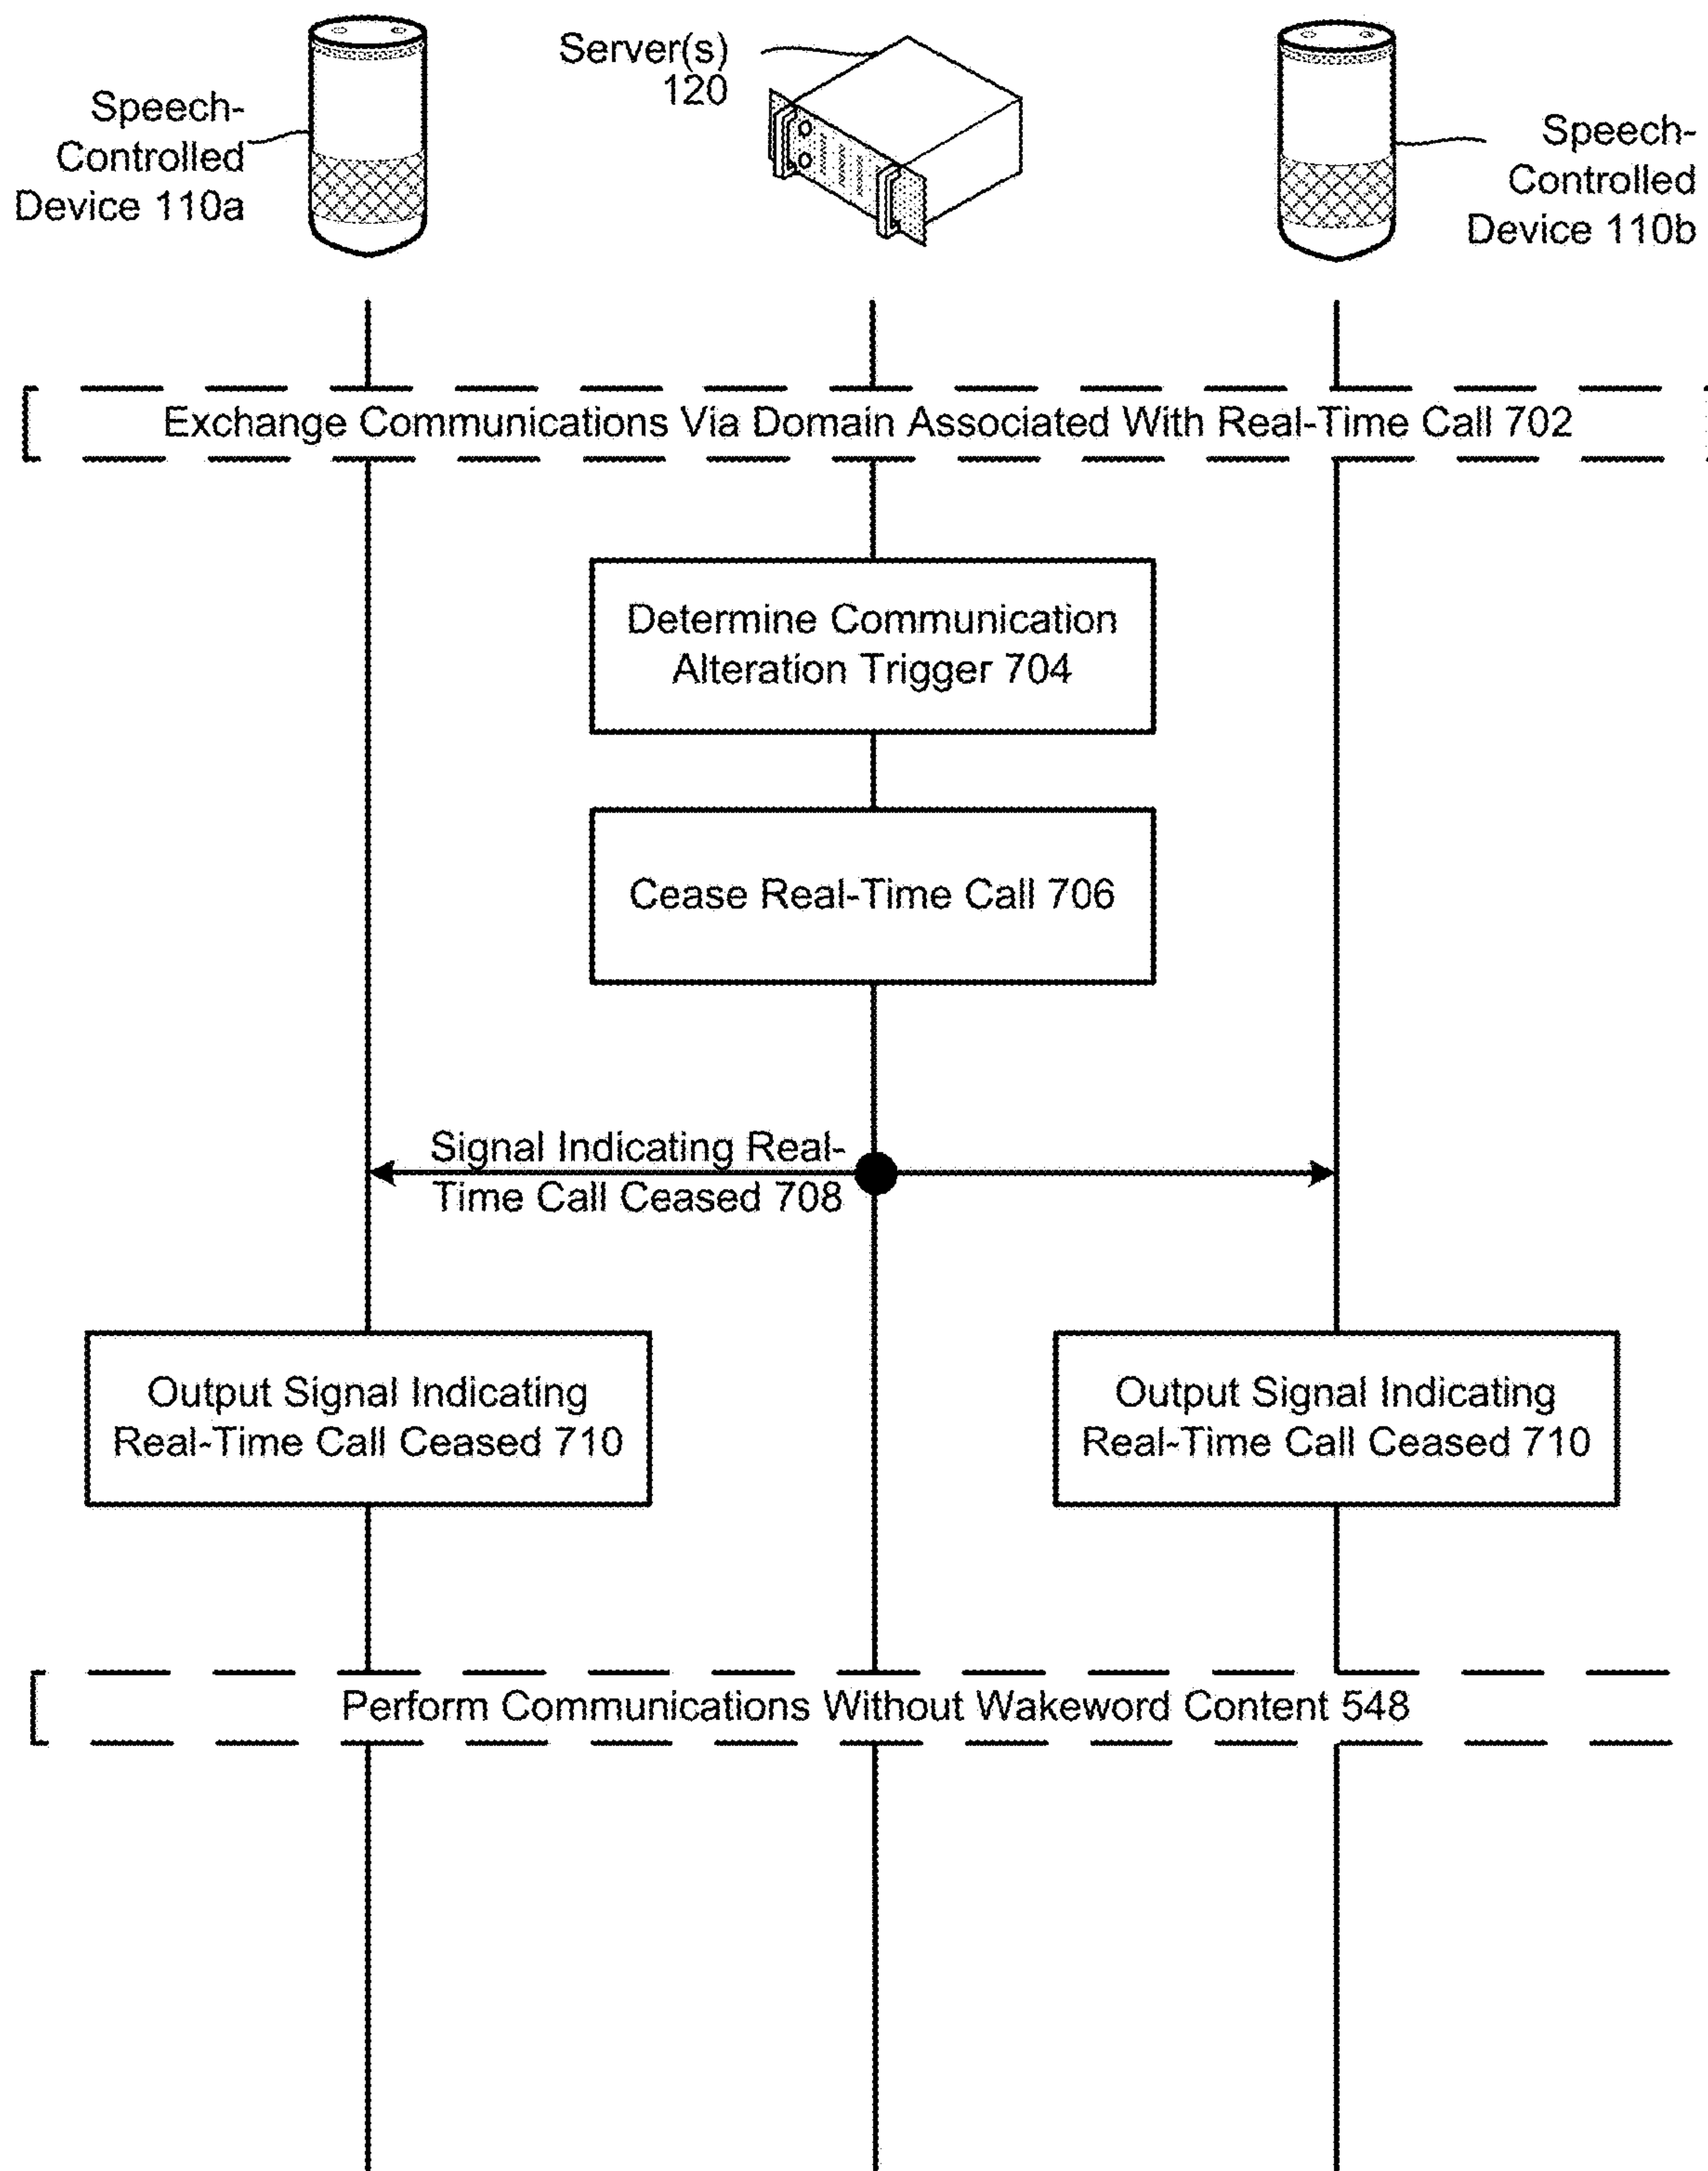 Speech-
Controlled
Device 110a
Server(s)
120
Speech-
Controlled
Device 110b
Exchange Communications Via Domain Associated With Real-Time Call 702
Determine Communication
Alteration Trigger 704
Cease Real-Time Call 706
Signal Indicating Real-
Time Call Ceased 708
Output Signal Indicating
Real-Time Call Ceased 710
Output Signal Indicating
Real-Time Call Ceased 710
Perform Communications Without Wakeword Content 548